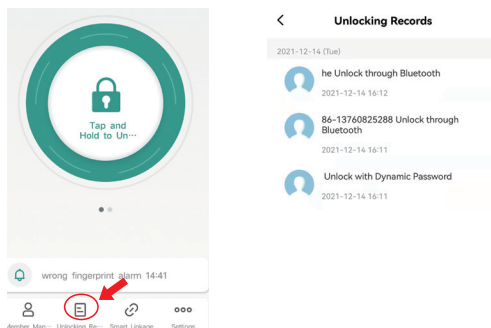 Tap and
Hold to Un···
wrong fingerprint alarm 14:41
Member Man··· Unlocking Re··· Smart Linkage Settings
Unlocking Records
2021-12-14 (Tue)
he Unlock through Bluetooth
2021-12-14 16:12
86-13760825288 Unlock through
Bluetooth
2021-12-14 16:11
Unlock with Dynamic Password
2021-12-14 16:11